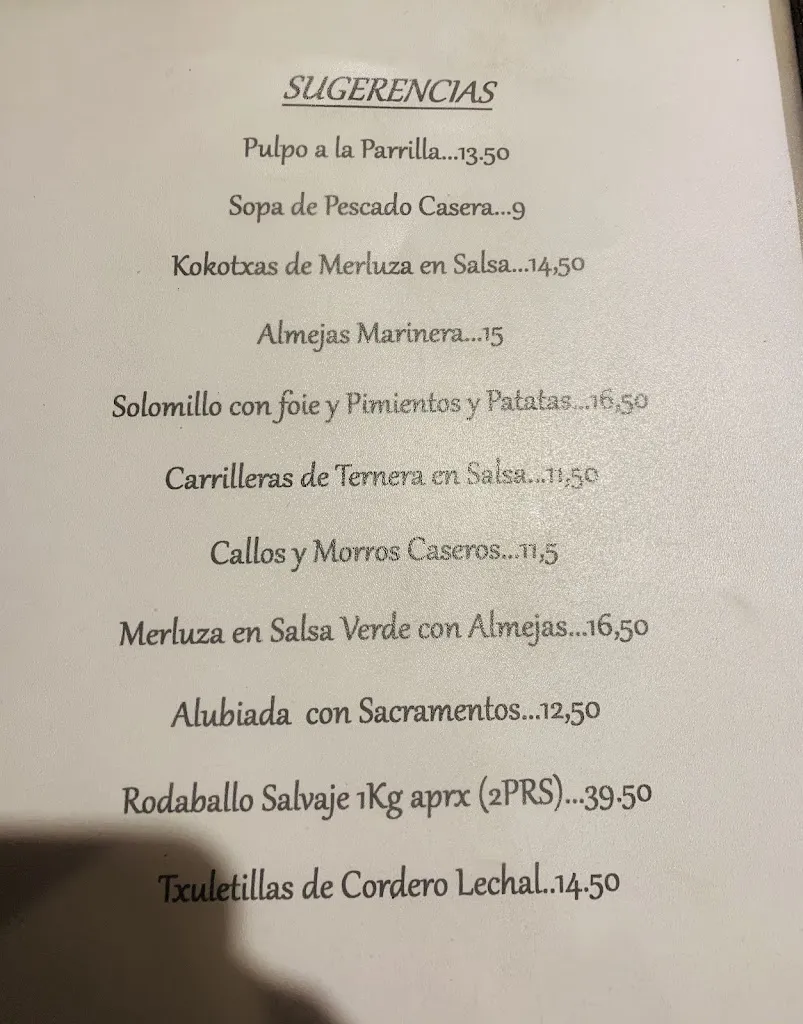 SUGERENCIAS
Pulpo a la Parrilla...13.50
Sopa de Pescado Casera...9
Kokotxas de Merluza en Salsa...14,50
Almejas Marinera...15
Solomillo con foie y Pimientos y Patatas...16,50
Carrilleras de Ternera en Salsa...11,50
Callos y Morros Caseros...11,5
Merluza en Salsa Verde con Almejas...16,50
Alubiada con Sacramentos...12,50
Rodaballo Salvaje 1Kg aprx (2PRS)...39.50
Txuletillas de Cordero Lechal..14.50